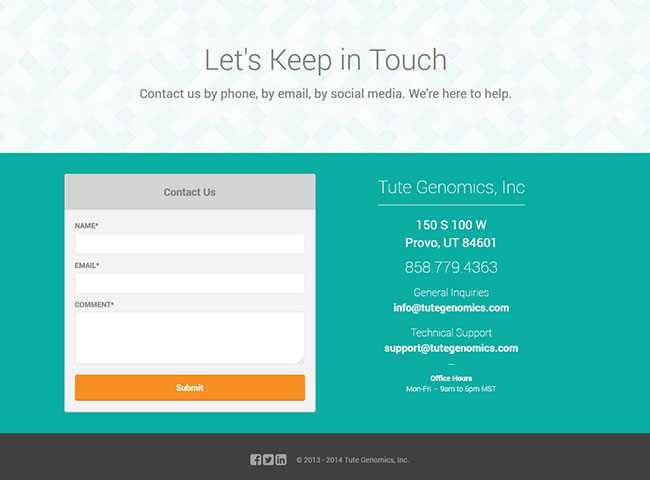 Let's Keep in Touch
Contact us by phone, by email, by social media. We're here to help.
Contact Us
NAME*
EMAIL*
COMMENT*
Submit
Tute Genomics, Inc
150 S 100 W
Provo, UT 84601
858.779.4363
General Inquiries
info@tutegenomics.com
Technical Support
support@tutegenomics.com
Office Hours
Mon-Fri - 9am to 5pm MST
© 2013 - 2014 Tute Genomics, Inc.